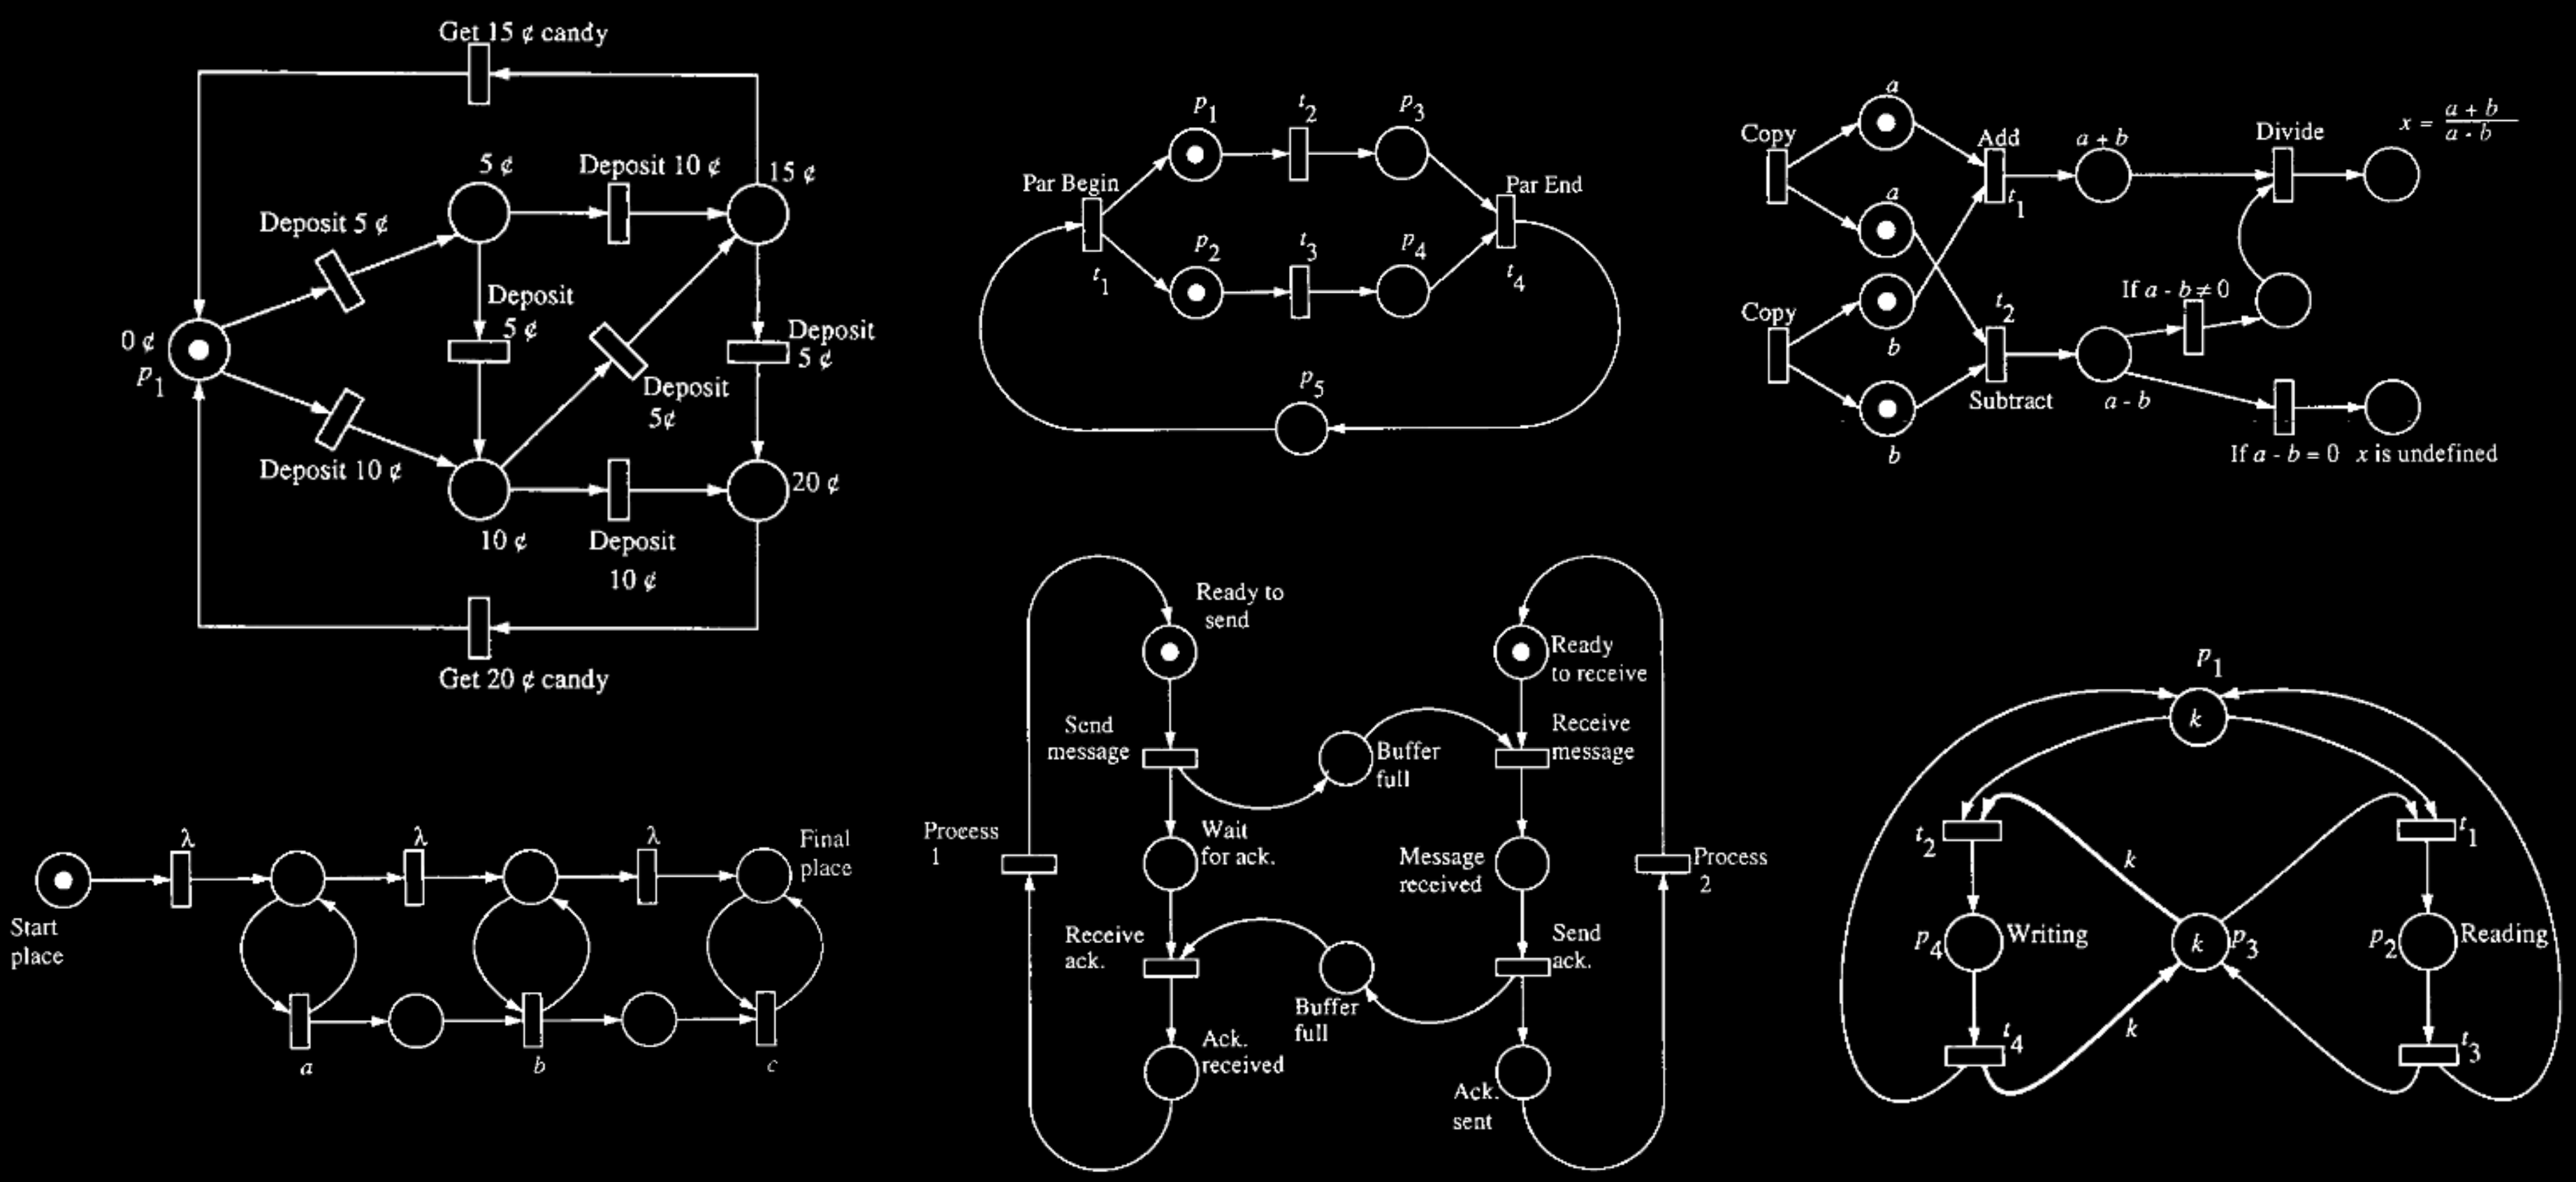 Get 15 ¢ candy
5 ¢
Deposit 10 ¢
15 ¢
Deposit 5 ¢
Deposit
5 ¢
0 ¢
p1
Deposit
5 ¢
Deposit
5¢
Deposit 10 ¢
20 ¢
10 ¢
Deposit
10 ¢
Get 20 ¢ candy
p1
t2
p3
Par Begin
Par End
p2
t3
p4
t1
t4
p5
a
Copy
Add
a + b
Divide
x = a + b
a - b
a
t1
Copy
b
t2
If a - b ≠ 0
Subtract
a - b
b
If a - b = 0 x is undefined
λ
λ
λ
Final
place
Start
place
a
b
c
Ready to
send
Ready
to receive
Send
message
Buffer
full
Receive
message
Process
1
Wait
for ack.
Message
received
Process
2
Receive
ack.
Send
ack.
Buffer
full
Ack.
received
Ack.
sent
p1
k
t2
t1
k
p4
Writing
k
p3
p2
Reading
k
t4
t3